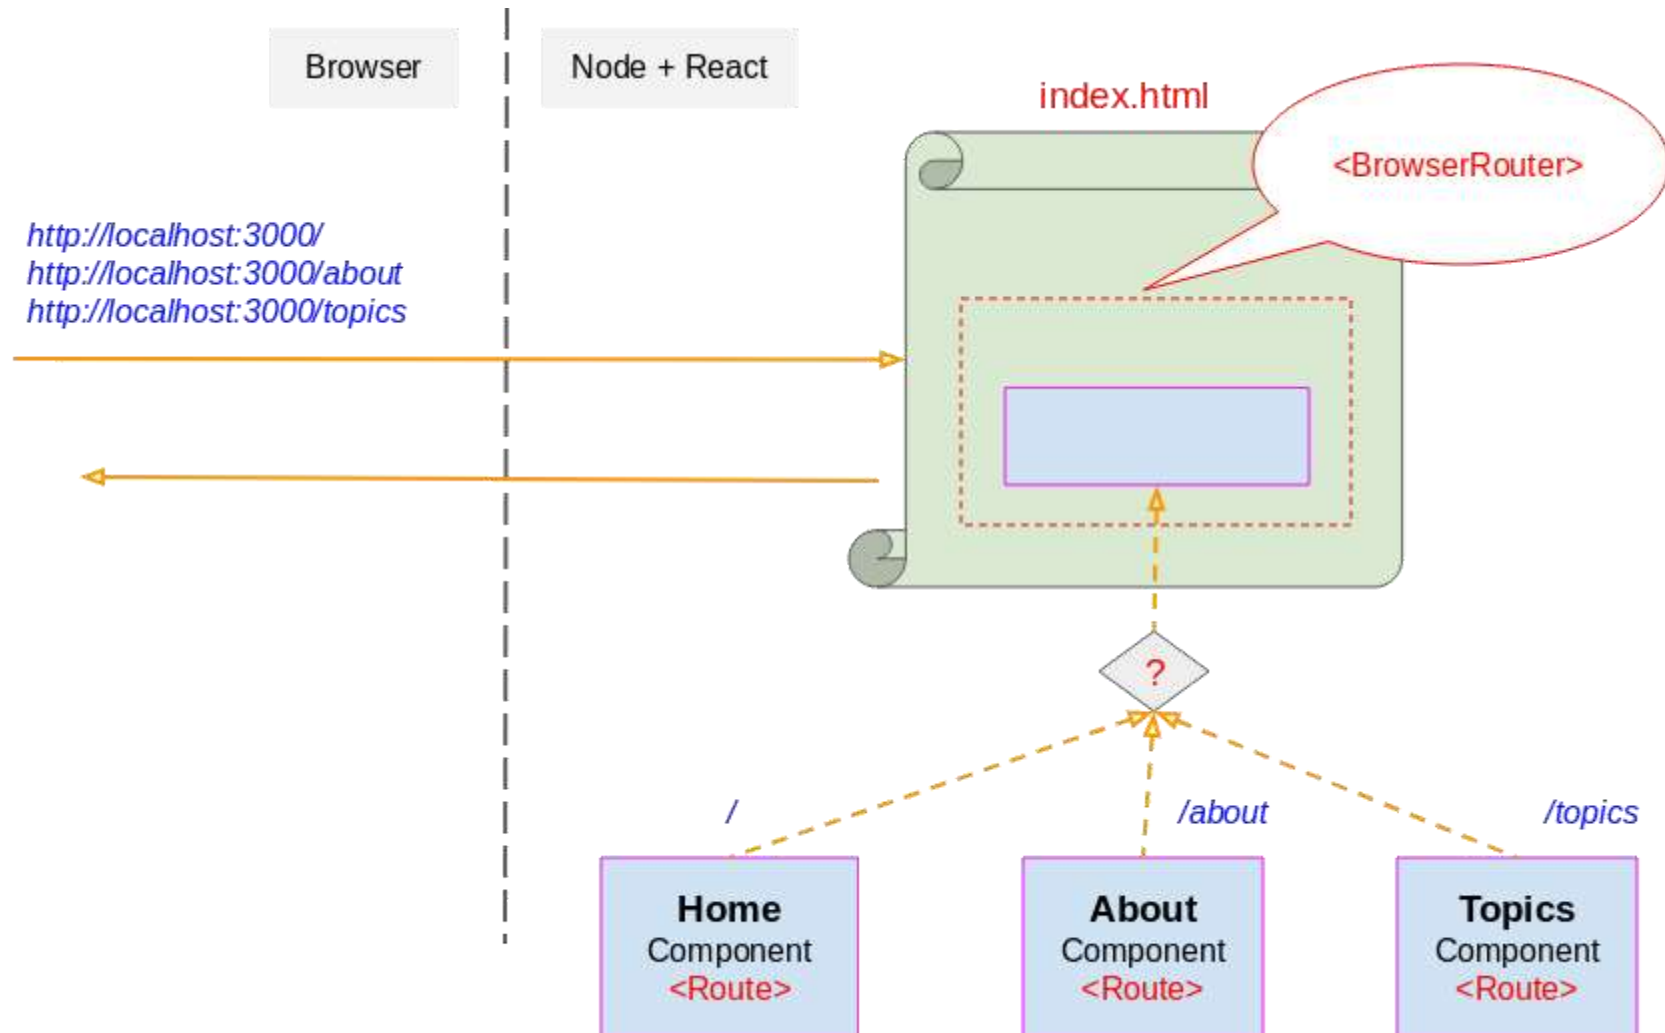 Browser
Node + React
index.html
<BrowserRouter>
http://localhost:3000/
http://localhost:3000/about
http://localhost:3000/topics
?
/
/about
/topics
Home
Component
<Route>
About
Component
<Route>
Topics
Component
<Route>